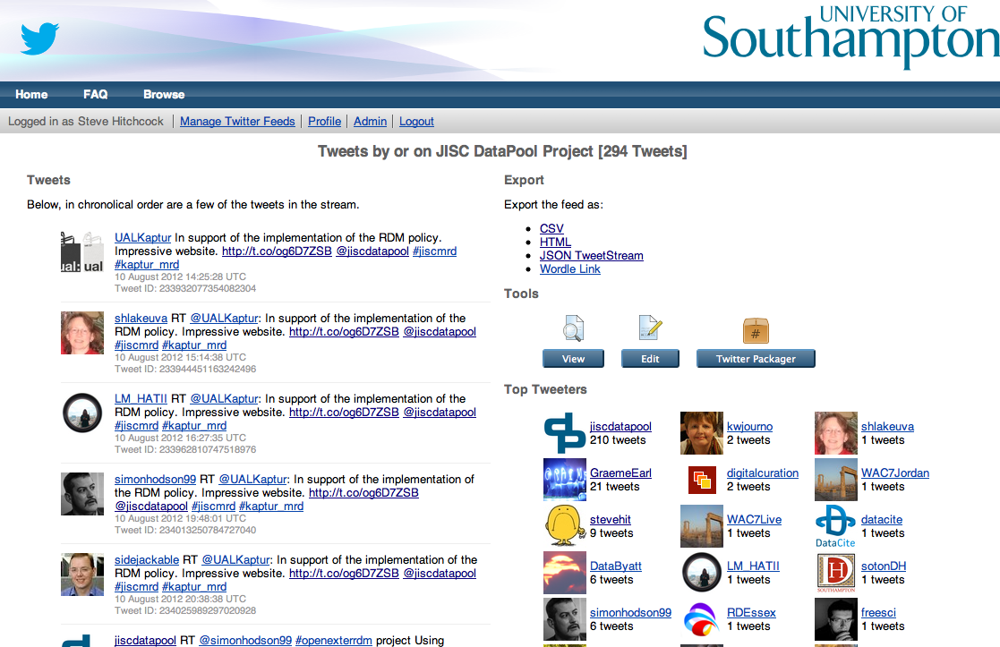 UNIVERSITY OF
Southampton
Home FAQ Browse
Logged in as Steve Hitchcock Manage Twitter Feeds Profile Admin Logout
Tweets by or on JISC DataPool Project [294 Tweets]
Tweets
Below, in chronolical order are a few of the tweets in the stream.
ual: ual
UALKaptur In support of the implementation of the RDM policy.
Impressive website. http://t.co/og6D7ZSB @jiscdatapool #jiscmrd
#kaptur_mrd
10 August 2012 14:25:28 UTC
Tweet ID: 233932077354082304
shlakeuva RT @UALKaptur: In support of the implementation of the
RDM policy. Impressive website. http://t.co/og6D7ZSB @jiscdatapool
#jiscmrd #kaptur_mrd
10 August 2012 15:14:38 UTC
Tweet ID: 233944451163242496
LM_HATII RT @UALKaptur: In support of the implementation of the
RDM policy. Impressive website. http://t.co/og6D7ZSB @jiscdatapool
#jiscmrd #kaptur_mrd
10 August 2012 16:27:35 UTC
Tweet ID: 233962810747518976
simonhodson99 RT @UALKaptur: In support of the implementation of
the RDM policy. Impressive website. http://t.co/og6D7ZSB
@jiscdatapool #jiscmrd #kaptur_mrd
10 August 2012 19:48:01 UTC
Tweet ID: 234013250784727040
sidejackable RT @UALKaptur: In support of the implementation of the
RDM policy. Impressive website. http://t.co/og6D7ZSB @jiscdatapool
#jiscmrd #kaptur_mrd
10 August 2012 20:38:38 UTC
Tweet ID: 234025989297020928
jiscdatapool RT @simonhodson99 #openexterrdm project Using
Export
Export the feed as:
CSV
HTML
JSON TweetStream
Wordle Link
Tools
#
View Edit Twitter Packager
Top Tweeters
jiscdatapool kwjourno shlakeuva
210 tweets 2 tweets 1 tweets
GraemeEarl digitalcuration WAC7Jordan
21 tweets 2 tweets 1 tweets
stevehit WAC7Live datacite
9 tweets 1 tweets 1 tweets
DATACITE
DataByatt LM_HATII sotonDH
6 tweets 1 tweets 1 tweets
SOUTHAMPTON
simonhodson99 RDEssex freesci
6 tweets 1 tweets 1 tweets